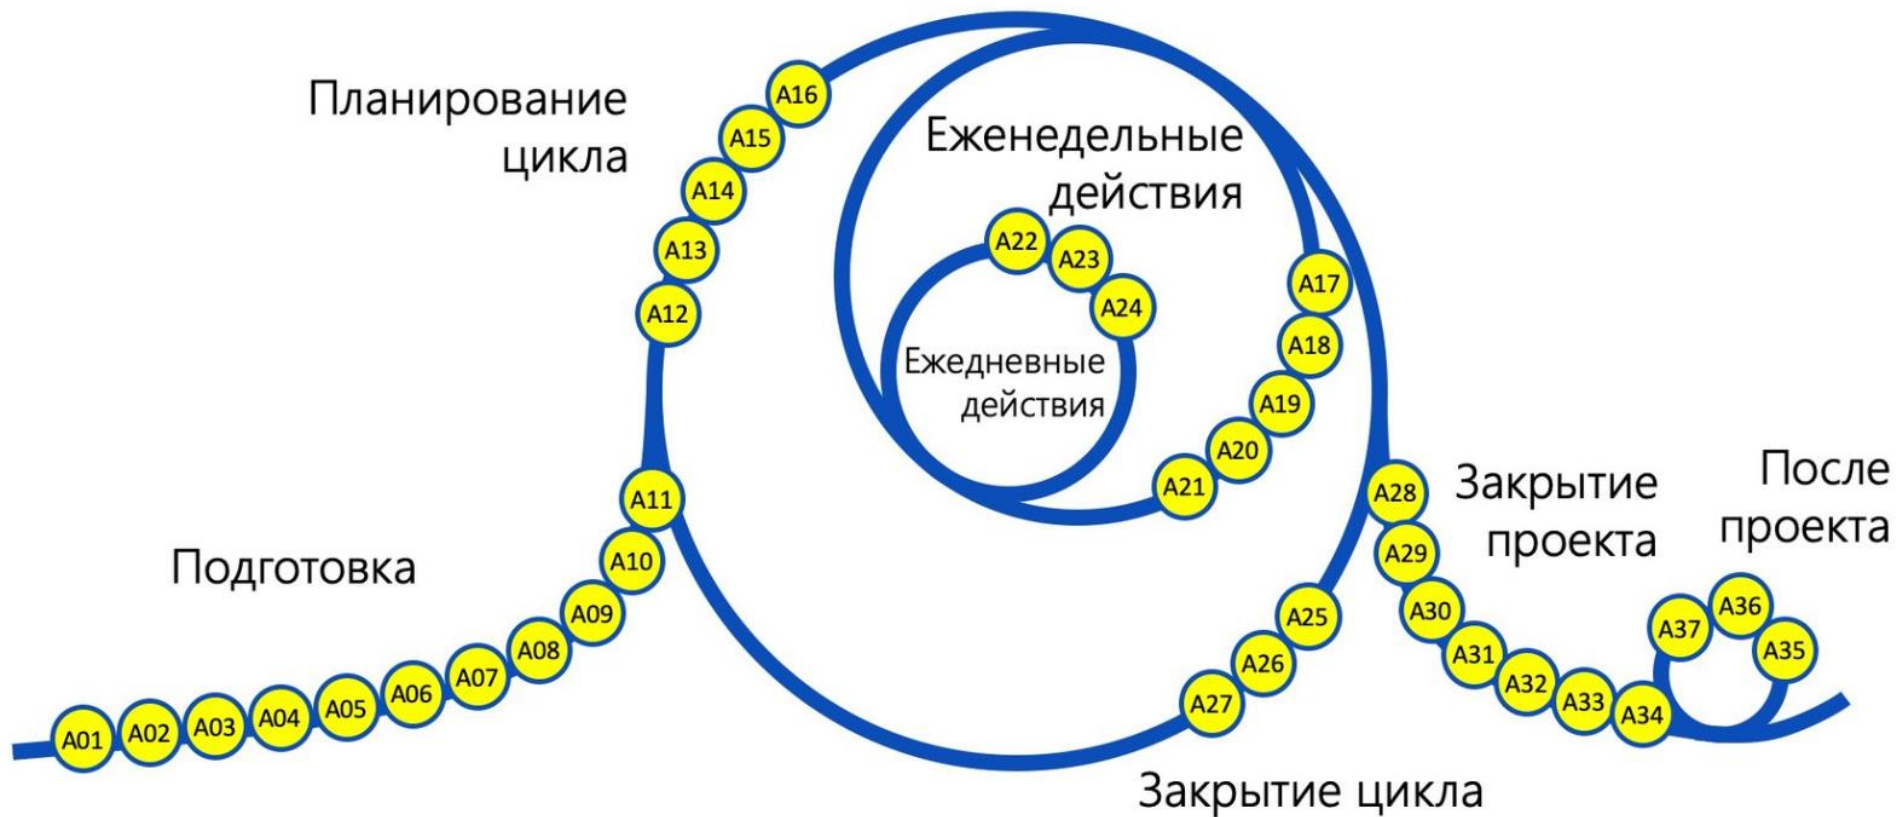 Планирование
цикла
A16
A15
A14
A13
A12
Еженедельные
действия
A22
A23
A24
Ежедневные
действия
A17
A18
A19
A20
A21
Подготовка
A01
A02
A03
A04
A05
A06
A07
A08
A09
A10
A11
A25
A26
A27
Закрытие цикла
Закрытие
проекта
A28
A29
A30
A31
A32
A33
A34
После
проекта
A37
A36
A35